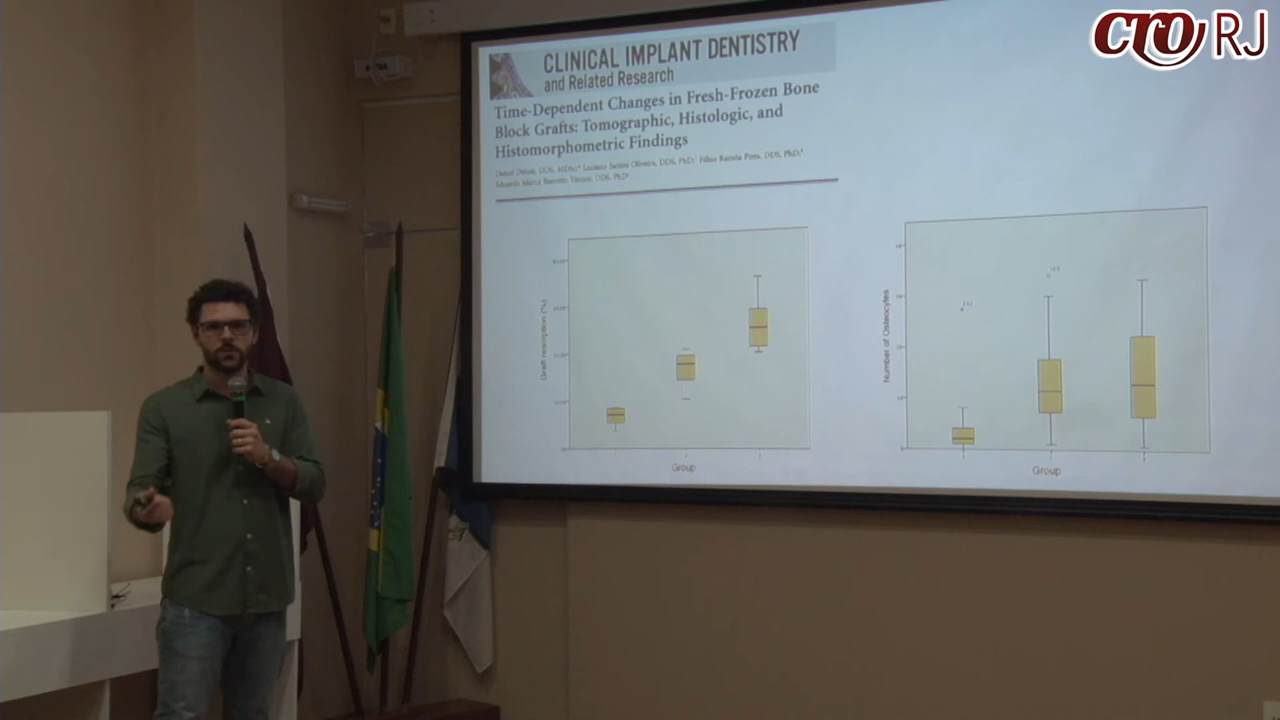 CRO RJ
CLINICAL IMPLANT DENTISTRY
and Related Research
Time-Dependent Changes in Fresh-Frozen Bone
Block Grafts: Tomographic, Histologic, and
Histomorphometric Findings
Graft resorption (%)
Group
Number of Osteocytes
Group